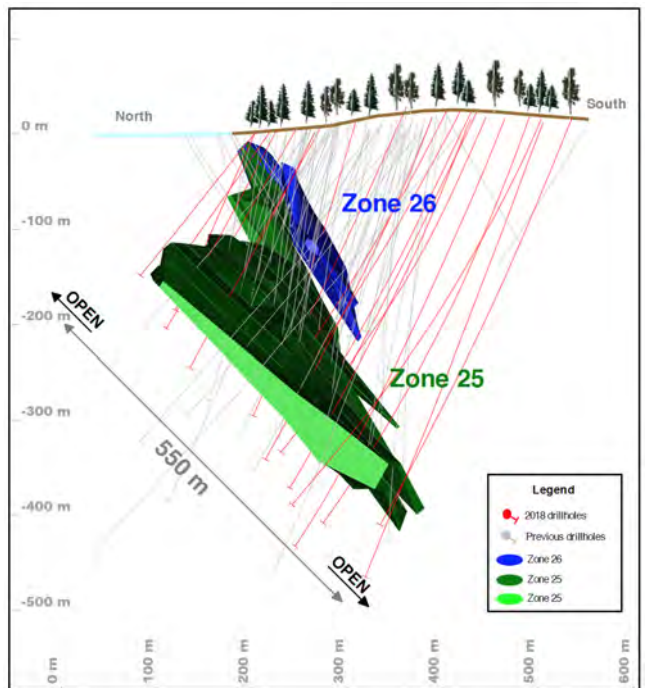 North
South
0 m
Zone 26
-100 m
OPEN
-200 m
Zone 25
-300 m
550 m
-400 m
OPEN
-500 m
Legend
2018 drillholes
Previous drillholes
Zone 26
Zone 25
Zone 25
0 m
100 m
200 m
300 m
400 m
500 m
600 m